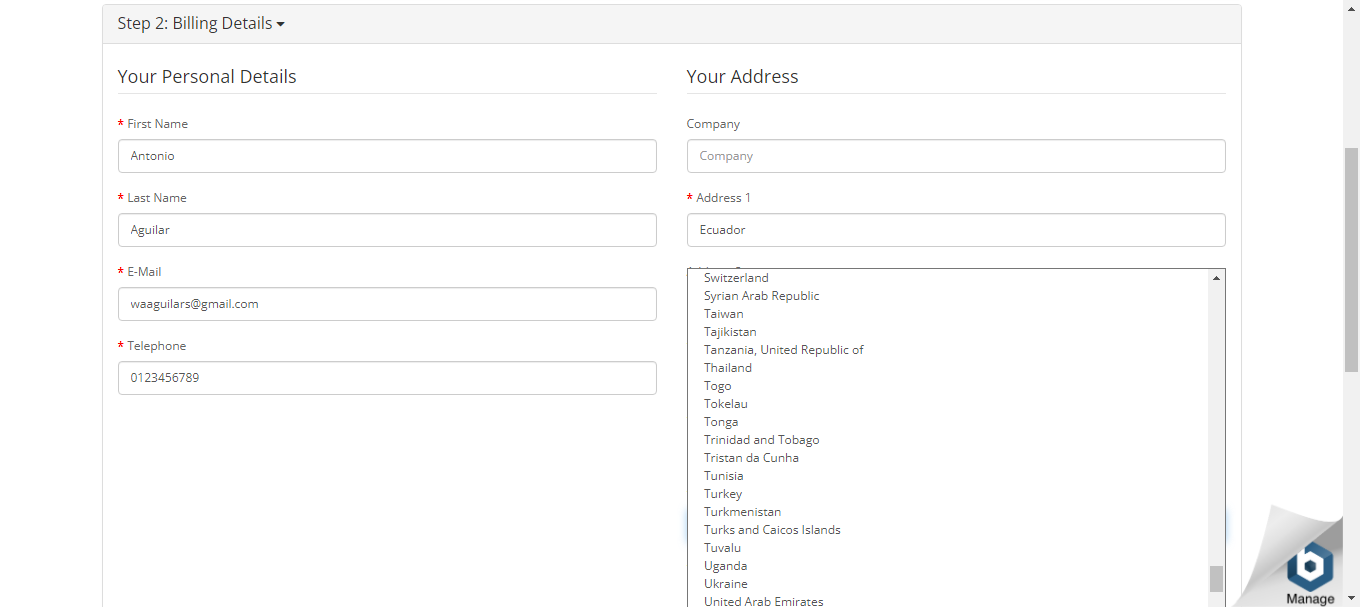 Step 2: Billing Details
Your Personal Details
* First Name
Antonio
* Last Name
Aguilar
* E-Mail
waaguilars@gmail.com
* Telephone
0123456789
Your Address
Company
Company
* Address 1
Ecuador
Switzerland
Syrian Arab Republic
Taiwan
Tajikistan
Tanzania, United Republic of
Thailand
Togo
Tokelau
Tonga
Trinidad and Tobago
Tristan da Cunha
Tunisia
Turkey
Turkmenistan
Turks and Caicos Islands
Tuvalu
Uganda
Ukraine
United Arab Emirates
b
Manage